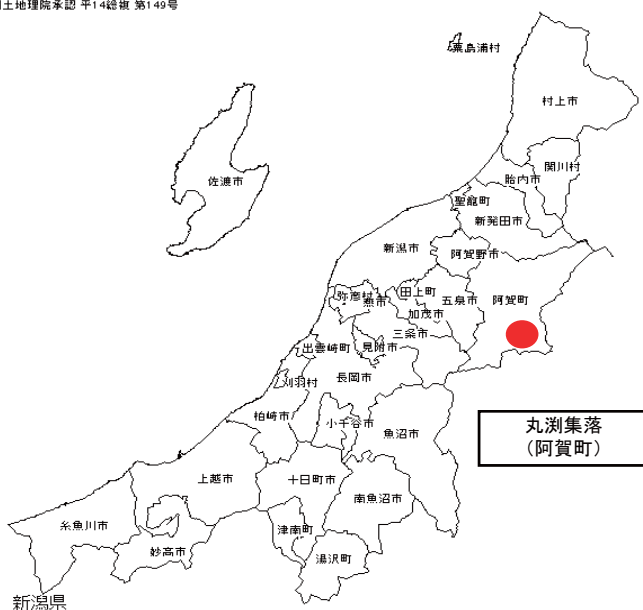 国土地理院承認 平14総複 第149号
粟島浦村
村上市
関川村
胎内市
佐渡市
聖籠町
新発田市
新潟市
阿賀野市
弥彦村
燕市
田上町
五泉市
阿賀町
加茂市
三条市
出雲崎町
見附市
長岡市
刈羽村
柏崎市
小千谷市
魚沼市
丸渕集落
（阿賀町）
上越市
十日町市
南魚沼市
糸魚川市
妙高市
津南町
湯沢町
新潟県